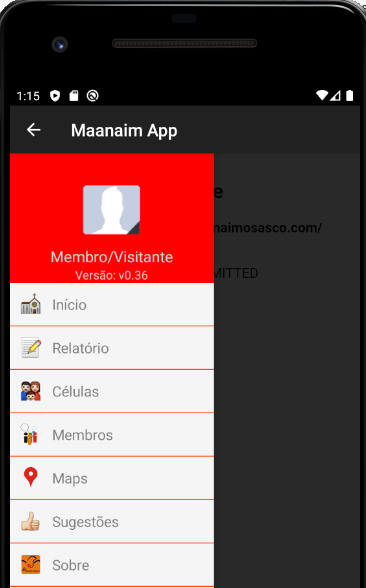 1:15
Maanaim App
e
naimosasco.com/
MITTED
Membro/Visitante
Versão: v0.36
Início
Relatório
Células
Membros
Maps
Sugestões
Sobre